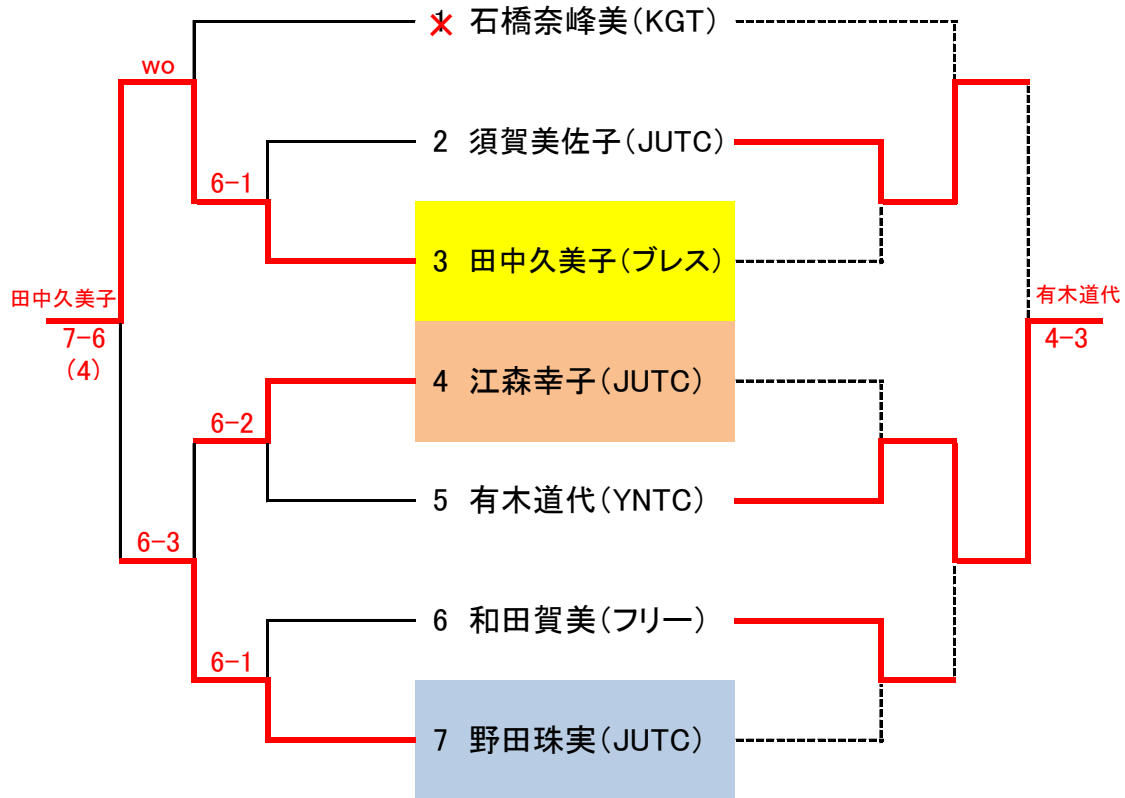 1 石橋奈峰美(KGT)
wo
2 須賀美佐子(JUTC)
6-1
3 田中久美子(ブレス)
田中久美子
有木道代
7-6
(4)
4-3
4 江森幸子(JUTC)
6-2
5 有木道代(YNTC)
6-3
6 和田賀美(フリー)
6-1
7 野田珠実(JUTC)